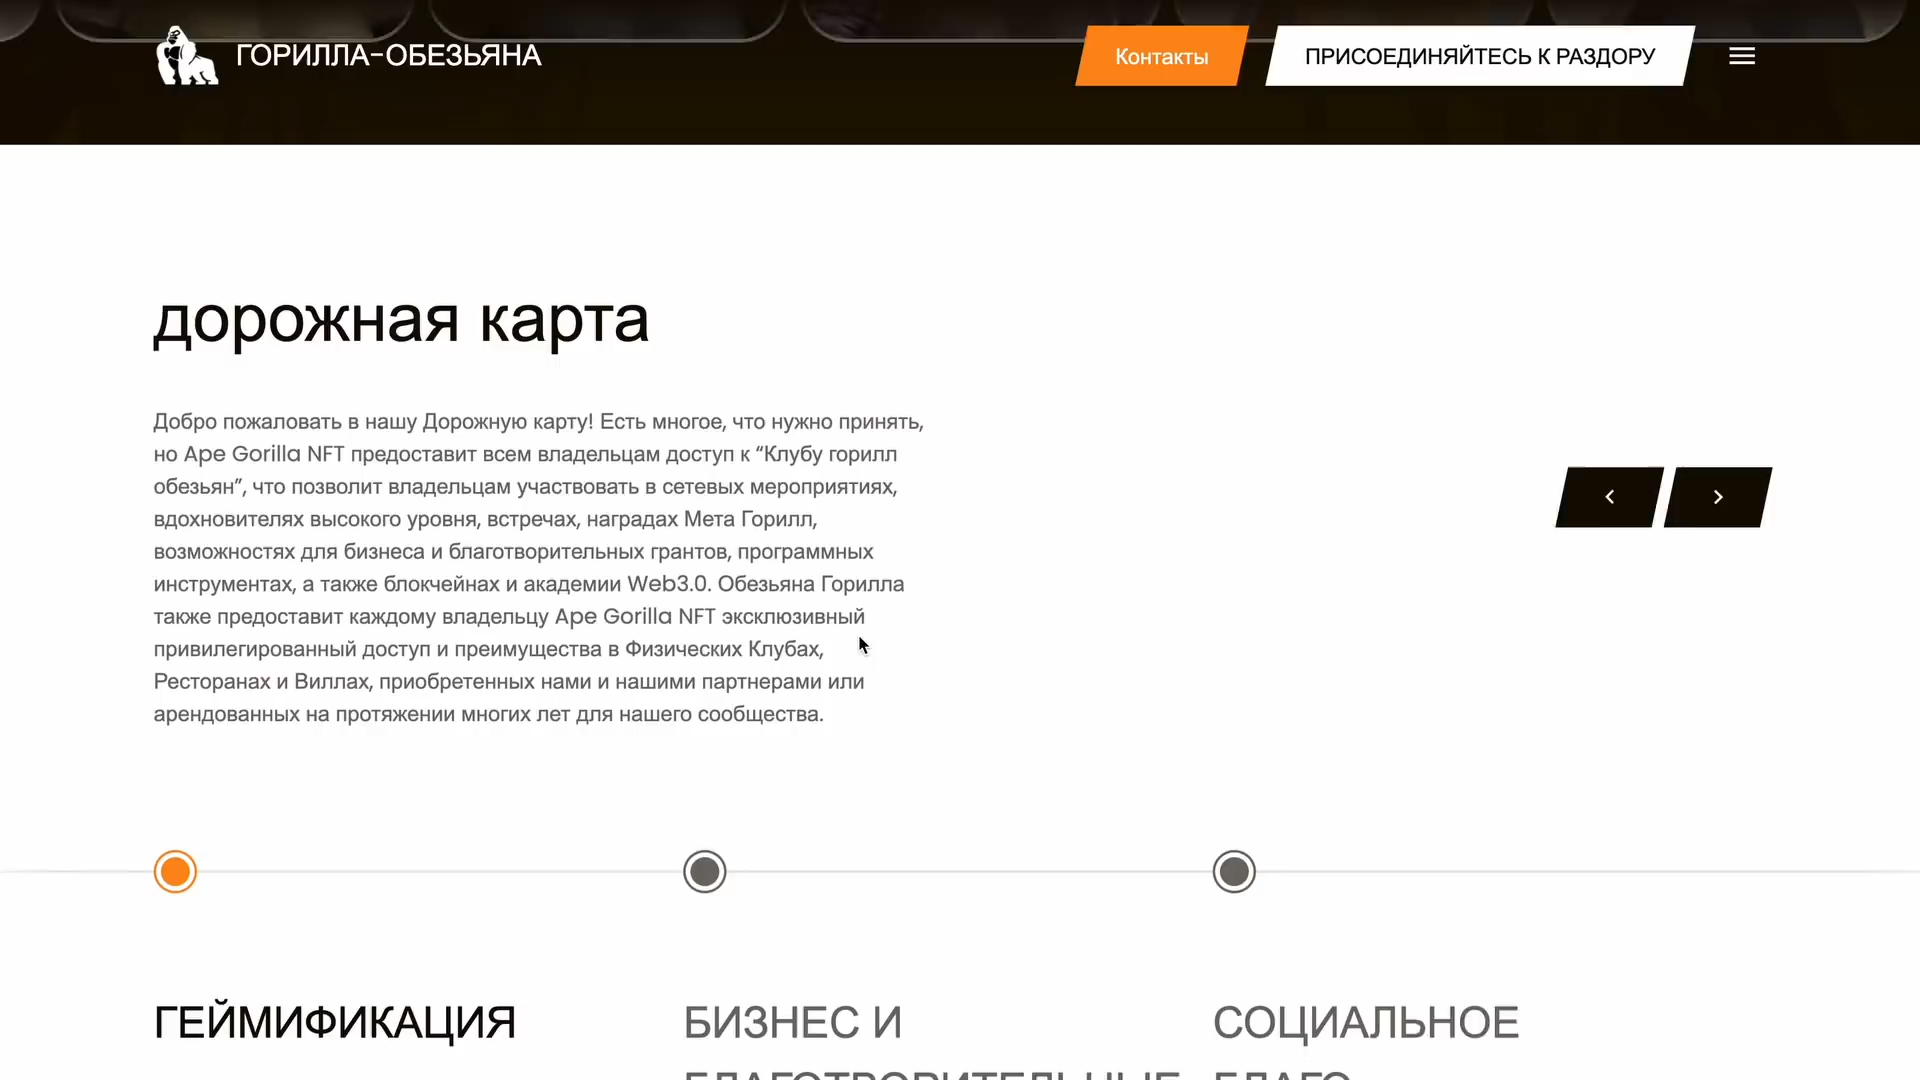 ГОРИЛЛА-ОБЕЗЬЯНА
Контакты
ПРИСОЕДИНЯЙТЕСЬ К РАЗДОРУ
дорожная карта
Добро пожаловать в нашу Дорожную карту! Есть многое, что нужно принять,
но Ape Gorilla NFT предоставит всем владельцам доступ к “Клубу горилл
обезьян”, что позволит владельцам участвовать в сетевых мероприятиях,
вдохновителях высокого уровня, встречах, наградах Мета Горилл,
возможностях для бизнеса и благотворительных грантов, программных
инструментах, а также блокчейнах и академии Web3.0. Обезьяна Горилла
также предоставит каждому владельцу Ape Gorilla NFT эксклюзивный
привилегированный доступ и преимущества в Физических Клубах,
Ресторанах и Виллах, приобретенных нами и нашими партнерами или
арендованных на протяжении многих лет для нашего сообщества.
ГЕЙМИФИКАЦИЯ
БИЗНЕС И
СОЦИАЛЬНОЕ
БЛАГОТВОРИТЕЛЬНЫЕ
БЛАГО